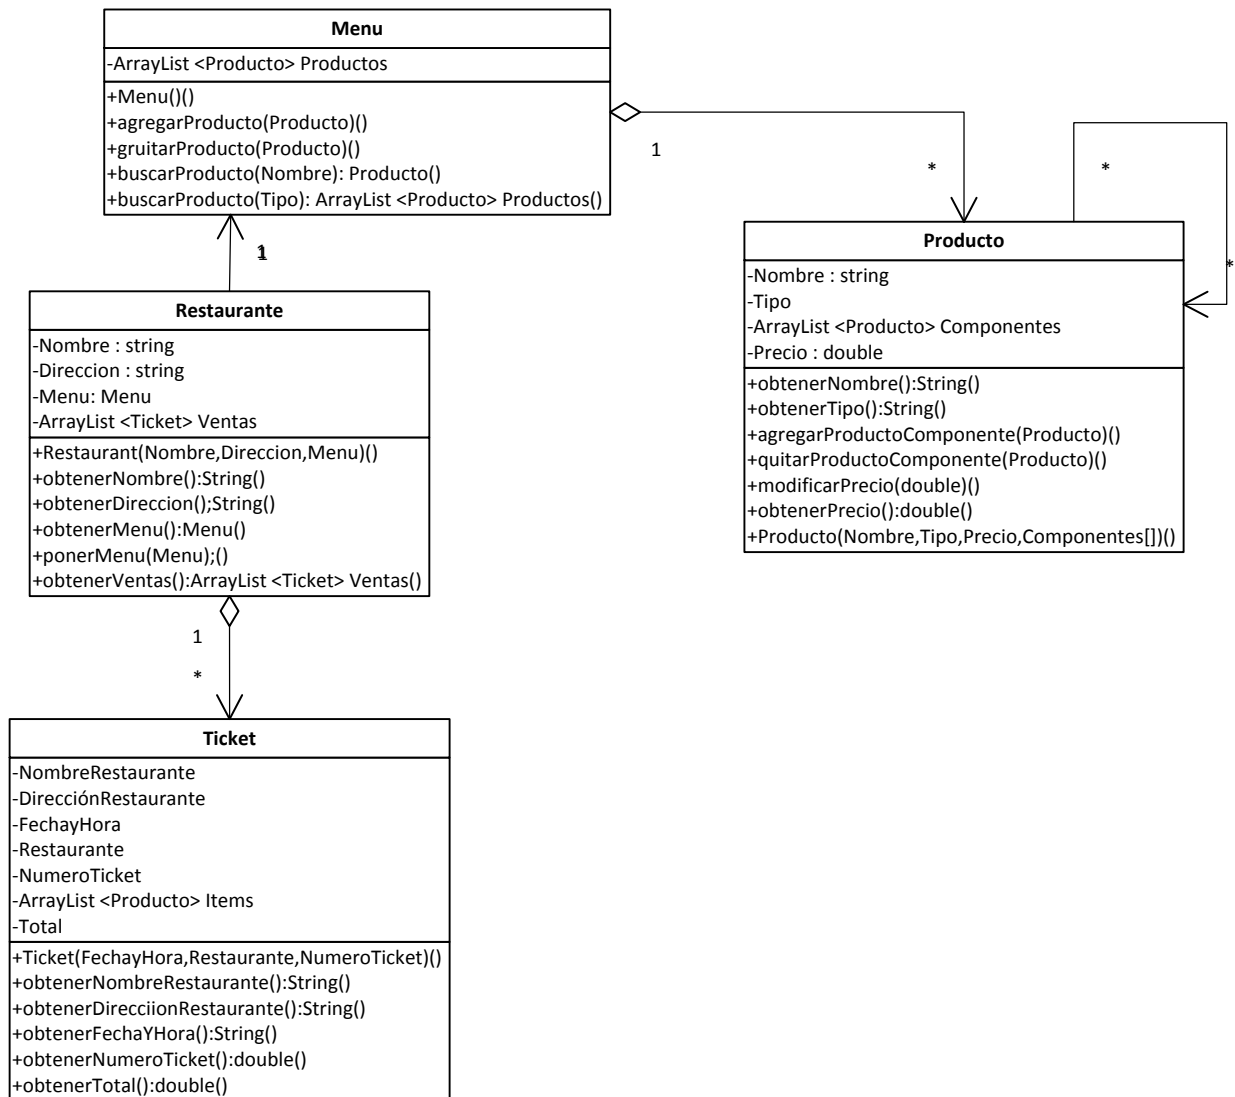 Menu
-ArrayList <Producto> Productos
+Menu()()
+agregarProducto(Producto)()
+gruitarProducto(Producto)()
+buscarProducto(Nombre): Producto()
+buscarProducto(Tipo): ArrayList <Producto> Productos()
1
*
*
*
1
1
Producto
-Nombre : string
-Tipo
-ArrayList <Producto> Componentes
-Precio : double
+obtenerNombre():String()
+obtenerTipo():String()
+agregarProductoComponente(Producto)()
+quitarProductoComponente(Producto)()
+modificarPrecio(double)()
+obtenerPrecio():double()
+Producto(Nombre,Tipo,Precio,Componentes[])()
Restaurante
-Nombre : string
-Direccion : string
-Menu: Menu
-ArrayList <Ticket> Ventas
+Restaurant(Nombre,Direccion,Menu)()
+obtenerNombre():String()
+obtenerDireccion();String()
+obtenerMenu():Menu()
+ponerMenu(Menu);()
+obtenerVentas():ArrayList <Ticket> Ventas()
1
*
Ticket
-NombreRestaurante
-DirecciónRestaurante
-FechayHora
-Restaurante
-NumeroTicket
-ArrayList <Producto> Items
-Total
+Ticket(FechayHora,Restaurante,NumeroTicket)()
+obtenerNombreRestaurante():String()
+obtenerDirecciionRestaurante():String()
+obtenerFechaYHora():String()
+obtenerNumeroTicket():double()
+obtenerTotal():double()